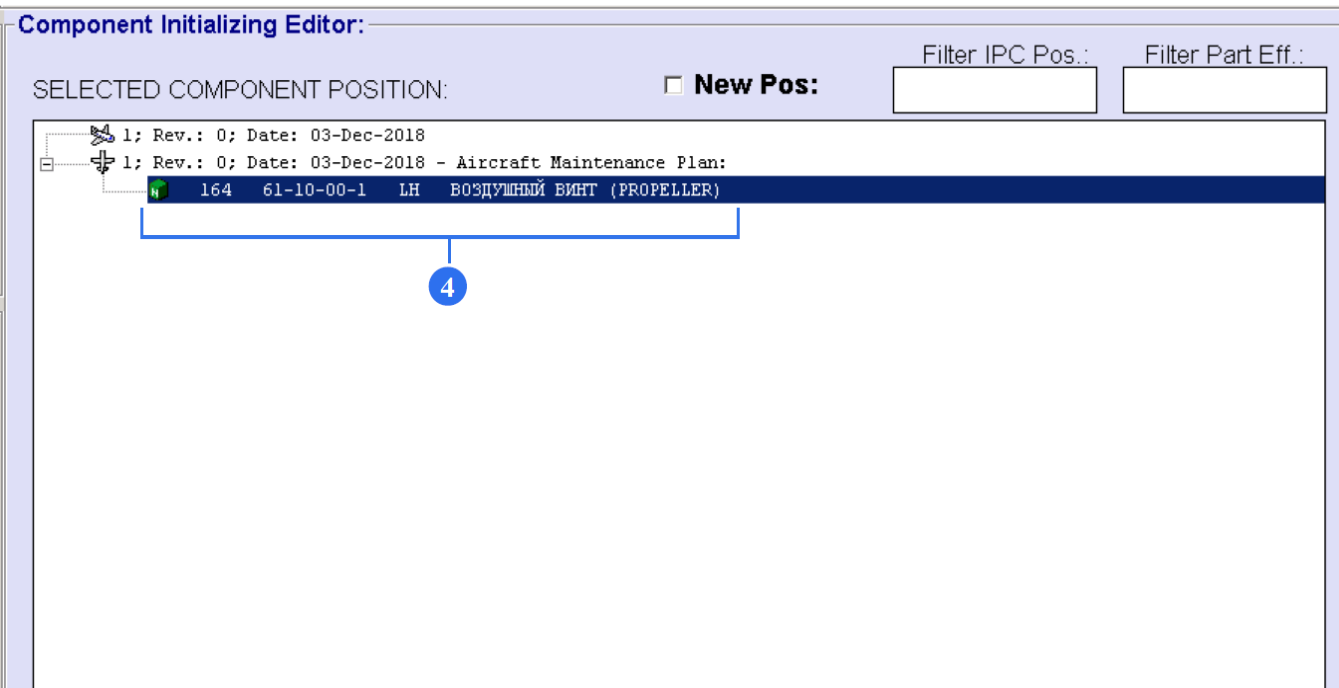 Component Initializing Editor:
Filter IPC Pos.: Filter Part Eff.:
SELECTED COMPONENT POSITION: New Pos:
1; Rev.: 0; Date: 03-Dec-2018
1; Rev.: 0; Date: 03-Dec-2018 - Aircraft Maintenance Plan:
N 164 61-10-00-1 LH ВОЗДУШНЫЙ ВИНТ (PROPELLER)
4